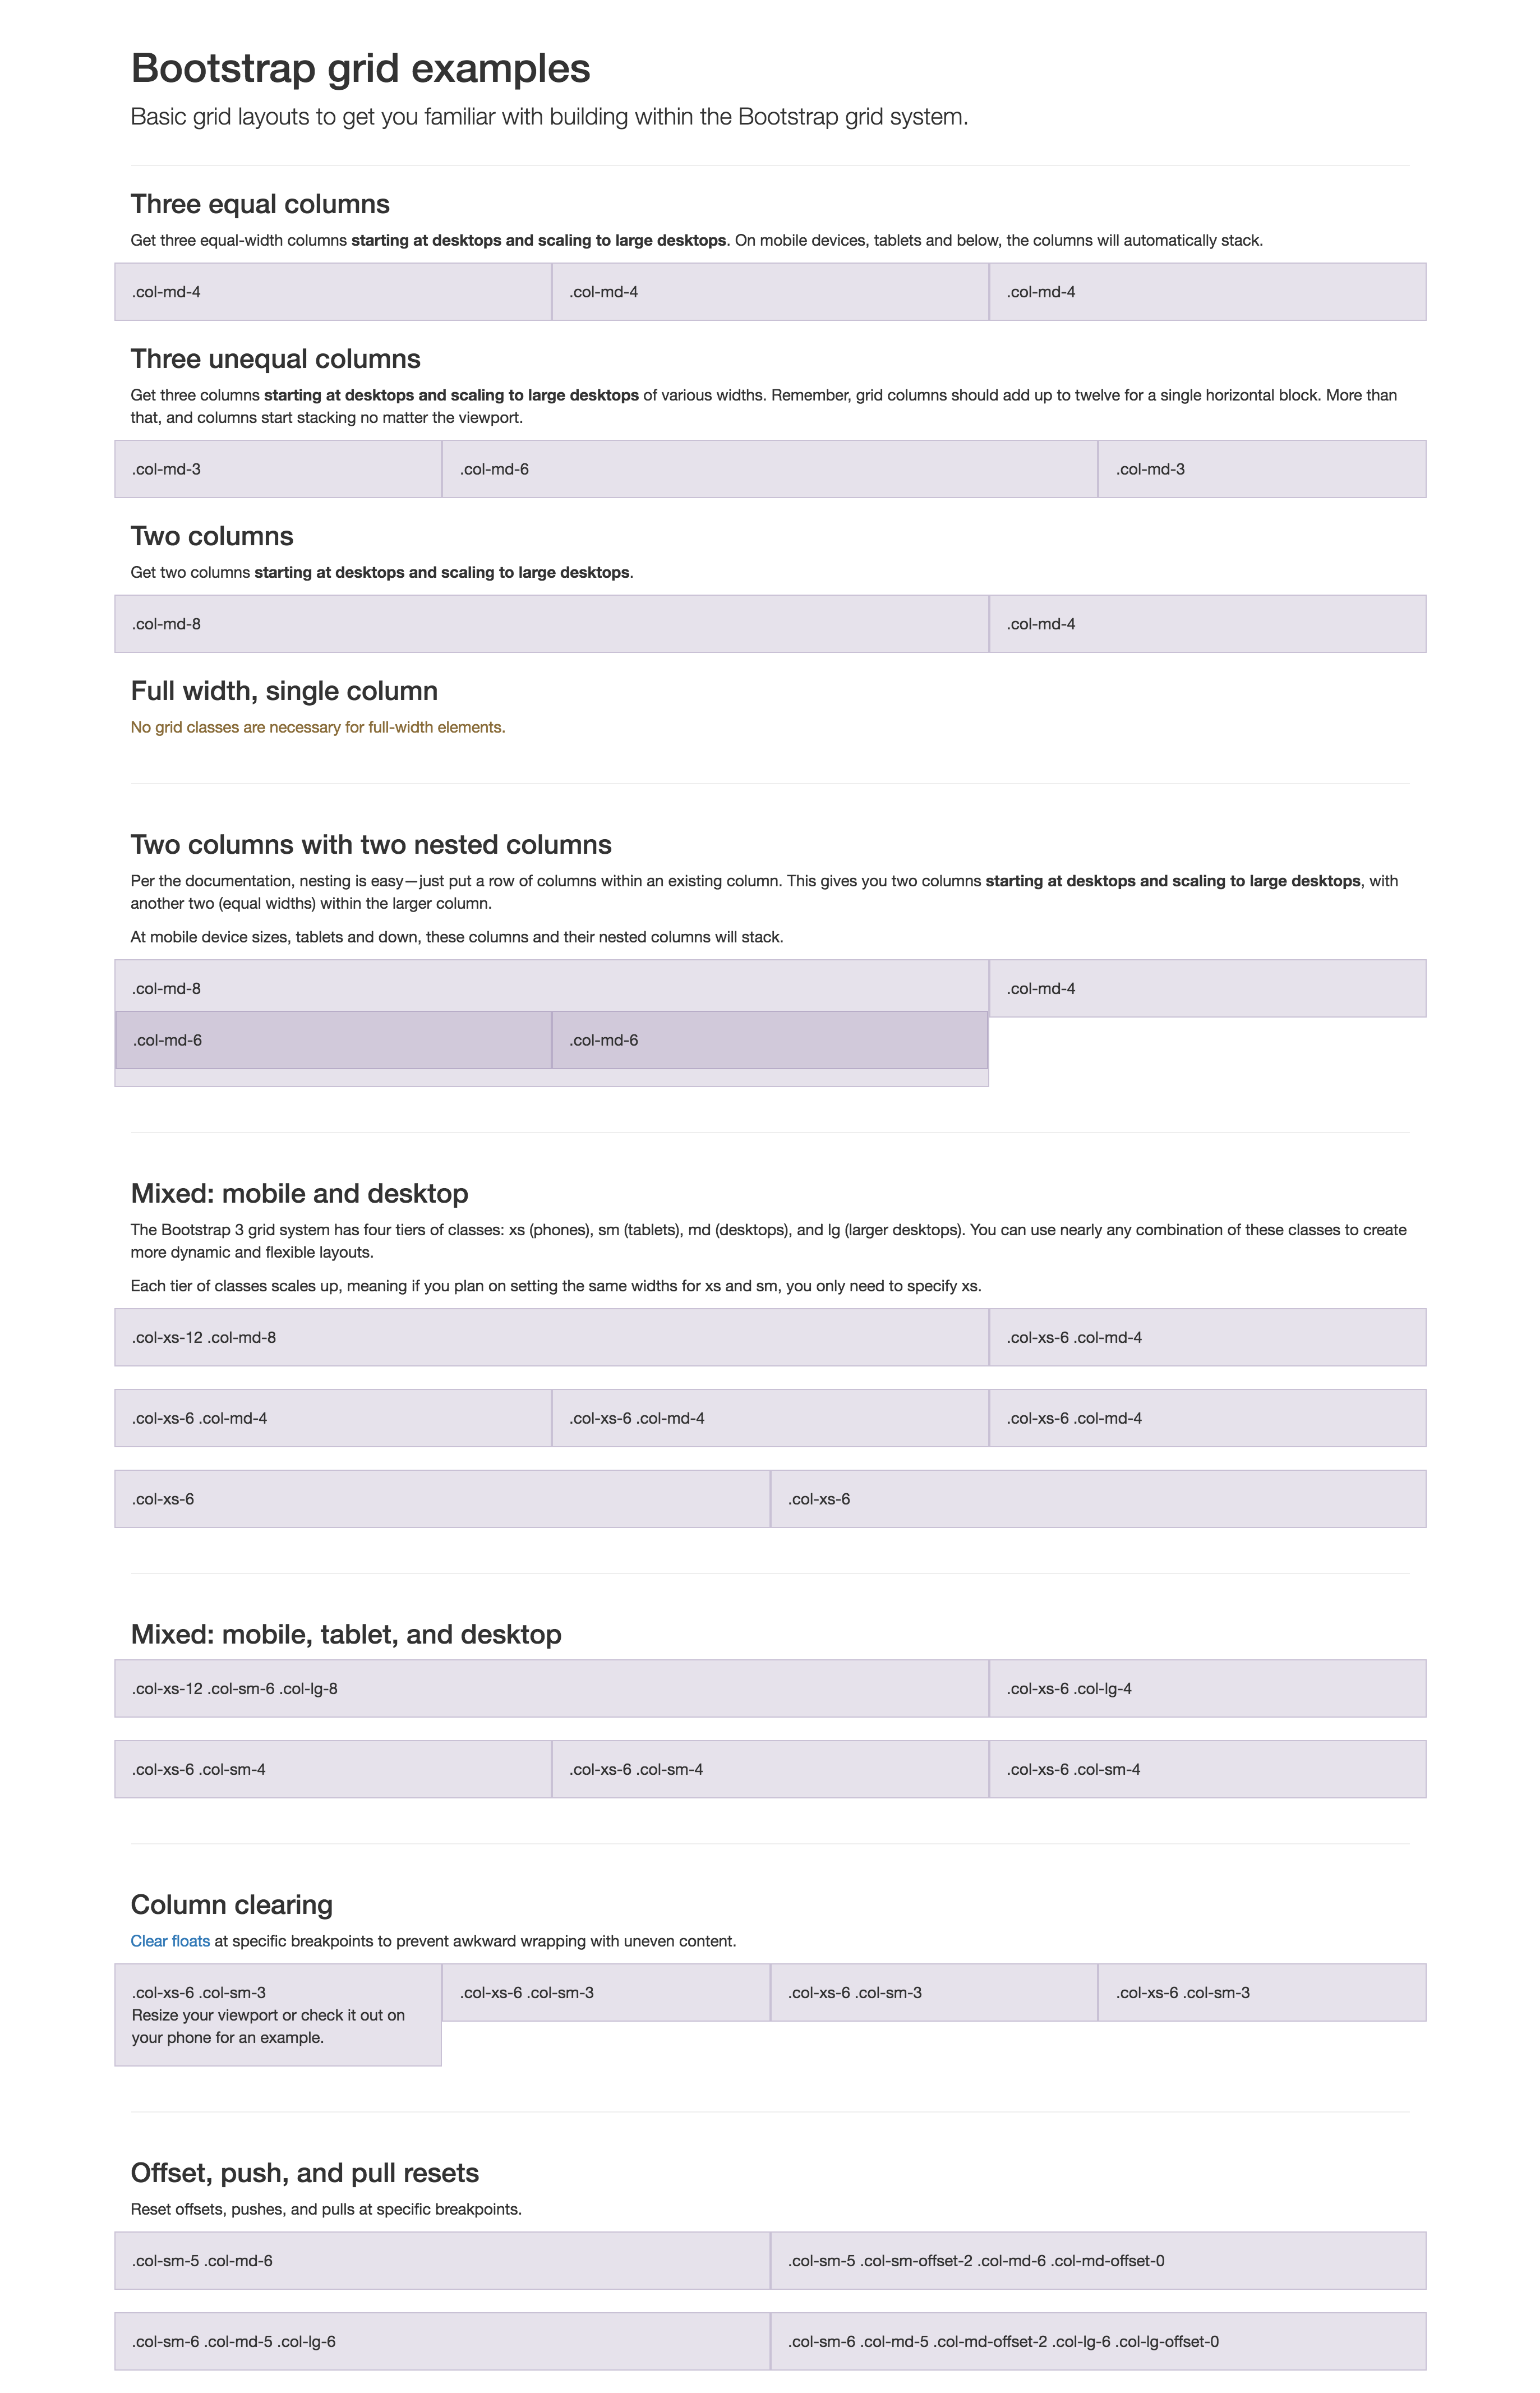 Bootstrap grid examples
Basic grid layouts to get you familiar with building within the Bootstrap grid system.
Three equal columns
Get three equal-width columns starting at desktops and scaling to large desktops. On mobile devices, tablets and below, the columns will automatically stack.
.col-md-4 .col-md-4 .col-md-4
Three unequal columns
Get three columns starting at desktops and scaling to large desktops of various widths. Remember, grid columns should add up to twelve for a single horizontal block. More than
that, and columns start stacking no matter the viewport.
.col-md-3 .col-md-6 .col-md-3
Two columns
Get two columns starting at desktops and scaling to large desktops.
.col-md-8 .col-md-4
Full width, single column
No grid classes are necessary for full-width elements.
Two columns with two nested columns
Per the documentation, nesting is easy—just put a row of columns within an existing column. This gives you two columns starting at desktops and scaling to large desktops, with
another two (equal widths) within the larger column.
At mobile device sizes, tablets and down, these columns and their nested columns will stack.
.col-md-8 .col-md-4
.col-md-6 .col-md-6
Mixed: mobile and desktop
The Bootstrap 3 grid system has four tiers of classes: xs (phones), sm (tablets), md (desktops), and lg (larger desktops). You can use nearly any combination of these classes to create
more dynamic and flexible layouts.
Each tier of classes scales up, meaning if you plan on setting the same widths for xs and sm, you only need to specify xs.
.col-xs-12 .col-md-8 .col-xs-6 .col-md-4
.col-xs-6 .col-md-4 .col-xs-6 .col-md-4 .col-xs-6 .col-md-4
.col-xs-6 .col-xs-6
Mixed: mobile, tablet, and desktop
.col-xs-12 .col-sm-6 .col-lg-8 .col-xs-6 .col-lg-4
.col-xs-6 .col-sm-4 .col-xs-6 .col-sm-4 .col-xs-6 .col-sm-4
Column clearing
Clear floats at specific breakpoints to prevent awkward wrapping with uneven content.
.col-xs-6 .col-sm-3 .col-xs-6 .col-sm-3 .col-xs-6 .col-sm-3 .col-xs-6 .col-sm-3
Resize your viewport or check it out on
your phone for an example.
Offset, push, and pull resets
Reset offsets, pushes, and pulls at specific breakpoints.
.col-sm-5 .col-md-6 .col-sm-5 .col-sm-offset-2 .col-md-6 .col-md-offset-0
.col-sm-6 .col-md-5 .col-lg-6 .col-sm-6 .col-md-5 .col-md-offset-2 .col-lg-6 .col-lg-offset-0